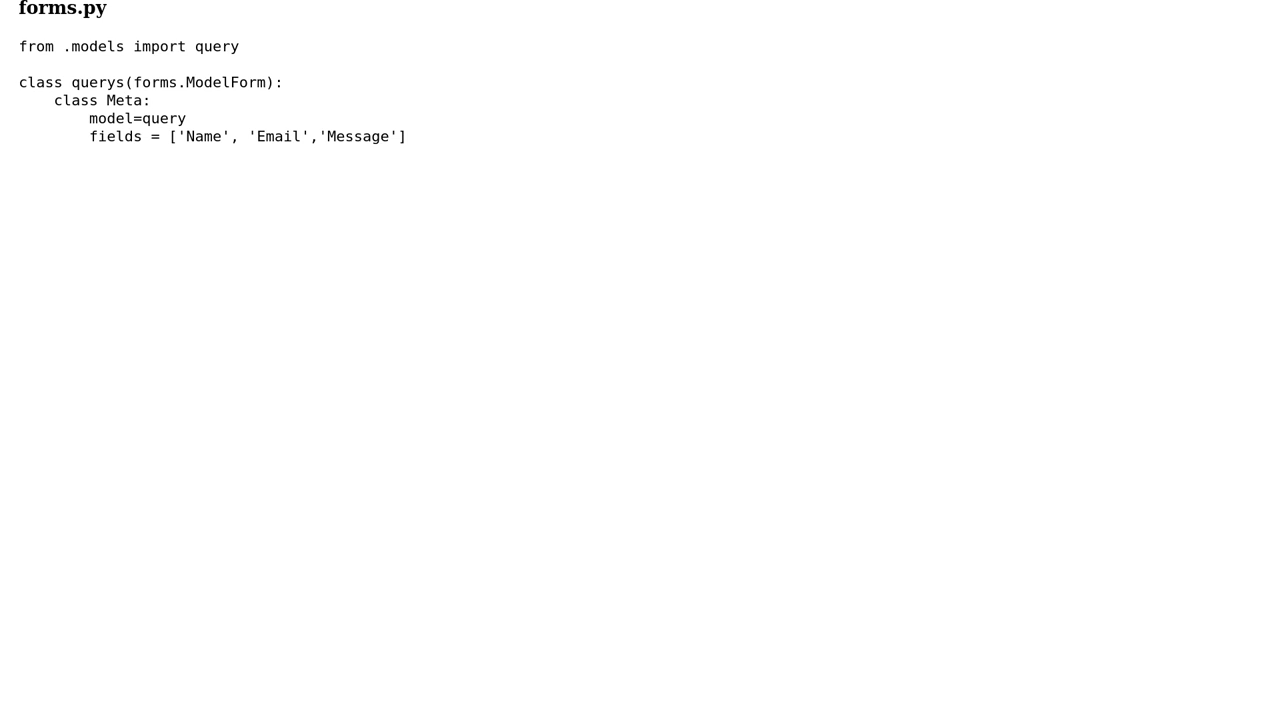 forms.py
from .models import query
class querys(forms.ModelForm):
    class Meta:
        model=query
        fields = ['Name', 'Email','Message']